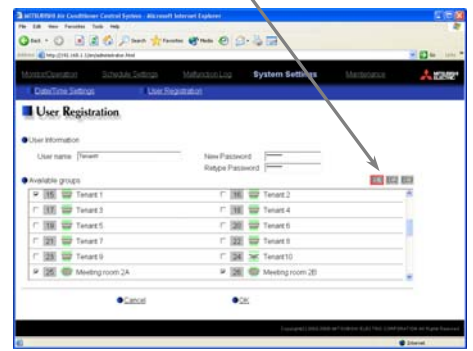 MITSUBISHI Air Conditioner Control System - Microsoft Internet Explorer
File Edit View Favorites Tools Help
Back Search Favorites Media
Monitor/Operation Schedule Settings Malfunction Log System Settings Maintenance
Date/Time Settings User Registration
User Registration
User Information
User name Tenant1 New Password
Retype Password
Available groups
15 Tenant 1 16 Tenant 2
17 Tenant 3 18 Tenant 4
19 Tenant 5 20 Tenant 6
21 Tenant 7 22 Tenant 8
23 Tenant 9 24 Tenant10
25 Meeting room 2A 26 Meeting room 2B
Cancel OK
Internet